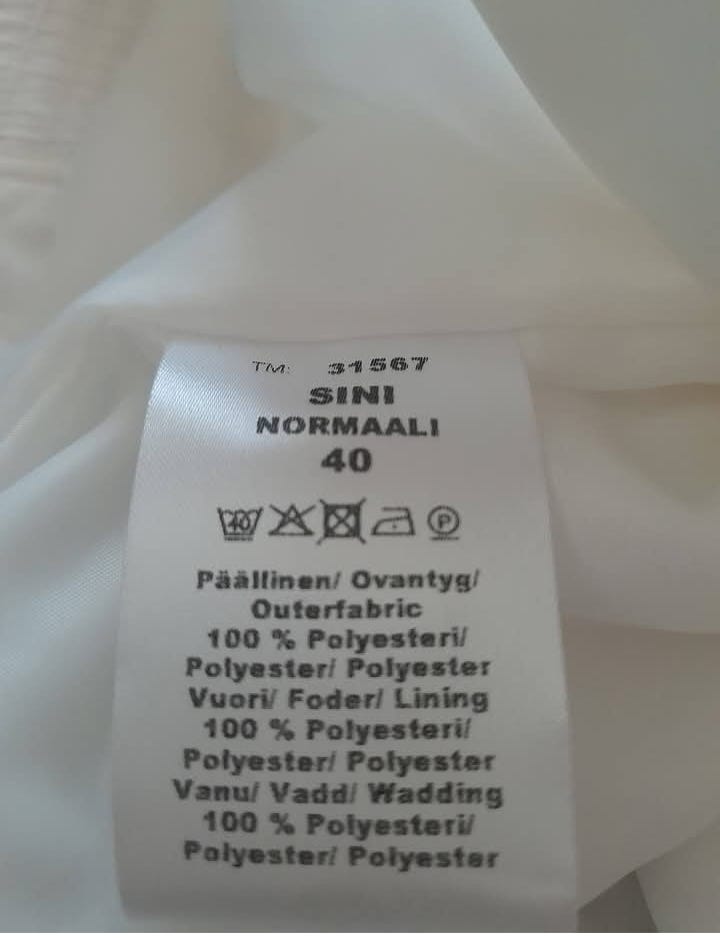 TM: 31567
SINI
NORMAALI
40
40 P
Päällinen/ Ovantyg/
Outerfabric
100 % Polyesteri/
Polyester/ Polyester
Vuori/ Foder/ Lining
100 % Polyesteri/
Polyester/ Polyester
Vanu/ Vadd/ Wadding
100 % Polyesteri/
Polyester/ Polyester